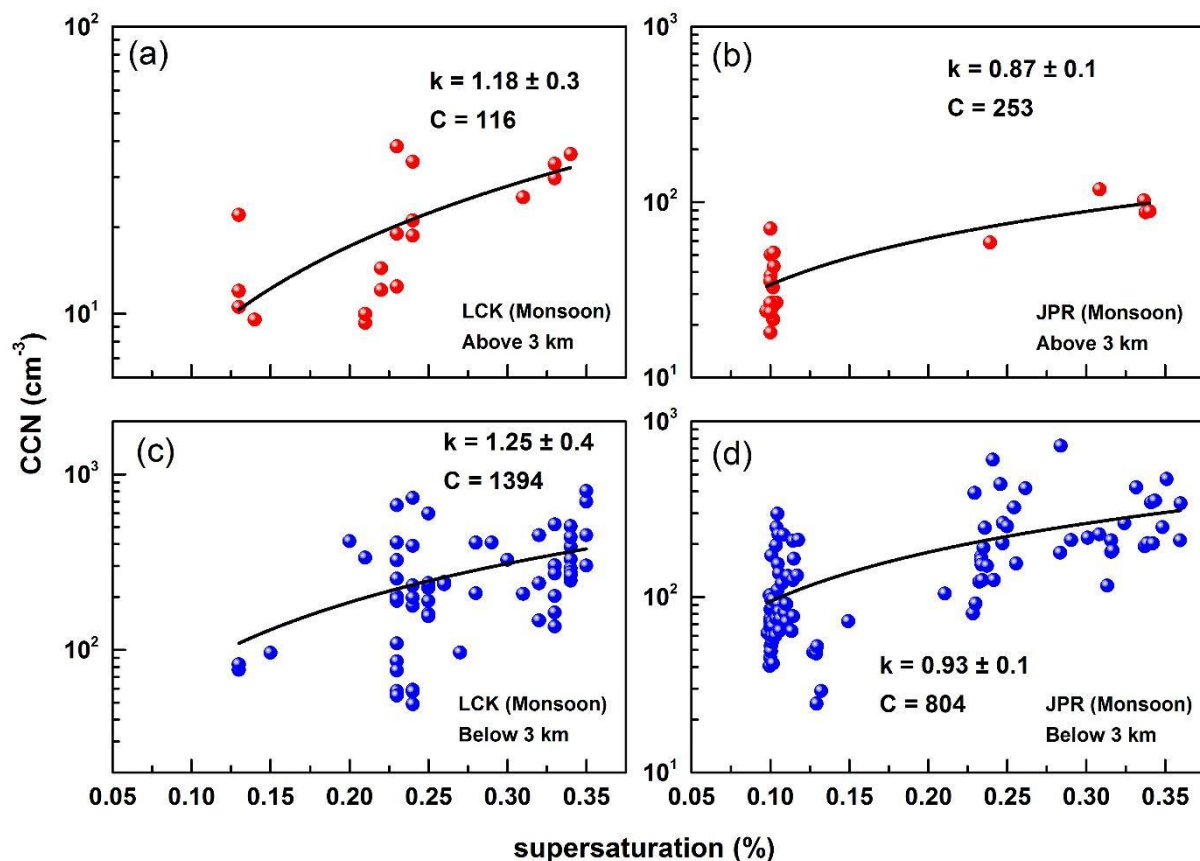 10²
10³
(a)
(b)
k = 1.18 ± 0.3
k = 0.87 ± 0.1
C = 116
C = 253
10²
10¹
LCK (Monsoon)
JPR (Monsoon)
Above 3 km
Above 3 km
10¹
CCN (cm⁻³)
10³
(c)
k = 1.25 ± 0.4
(d)
10³
C = 1394
10²
10²
k = 0.93 ± 0.1
C = 804
LCK (Monsoon)
JPR (Monsoon)
Below 3 km
Below 3 km
10¹
0.05 0.10 0.15 0.20 0.25 0.30 0.35
0.05 0.10 0.15 0.20 0.25 0.30 0.35
supersaturation (%)